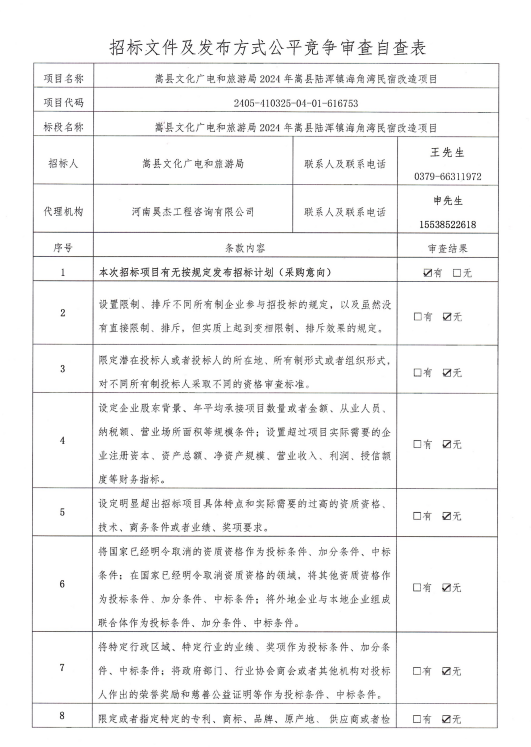 招标文件及发布方式公平竞争审查自查表
项目名称 嵩县文化广电和旅游局 2024 年嵩县陆浑镇海角湾民宿改造项目
项目代码 2405-410325-04-01-616753
标段名称 嵩县文化广电和旅游局 2024 年嵩县陆浑镇海角湾民宿改造项目
招标人 嵩县文化广电和旅游局 联系人及联系电话 王先生
0379-66311972
代理机构 河南昊杰工程咨询有限公司 联系人及联系电话 申先生
15538522618
序号 条款内容 审查结果
1 本次招标项目有无按规定发布招标计划（采购意向） ☑有 □无
2 设置限制、排斥不同所有制企业参与招投标的规定，以及虽然没
有直接限制、排斥，但实质上起到变相限制、排斥效果的规定。 □有 ☑无
3 限定潜在投标人或者投标人的所在地、所有制形式或者组织形式，
对不同所有制投标人采取不同的资格审查标准。 □有 ☑无
4 设定企业股东背景、年平均承接项目数量或者金额、从业人员、
纳税额、营业场所面积等规模条件；设置超过项目实际需要的企
业注册资本、资产总额、净资产规模、营业收入、利润、授信额
度等财务指标。 □有 ☑无
5 设定明显超出招标项目具体特点和实际需要的过高的资质资格、
技术、商务条件或者业绩、奖项要求。 □有 ☑无
6 将国家已经明令取消的资质资格作为投标条件、加分条件、中标
条件；在国家已经明令取消资质资格的领域，将其他资质资格作
为投标条件、加分条件、中标条件；将外地企业与本地企业组成
联合体作为投标条件、加分条件、中标条件。 □有 ☑无
7 将特定行政区域、特定行业的业绩、奖项作为投标条件、加分条
件、中标条件；将政府部门、行业协会商会或者其他机构对投标
人作出的荣誉奖励和慈善公益证明等作为投标条件、中标条件。 □有 ☑无
8 限定或者指定特定的专利、商标、品牌、原产地、供应商或者检 □有 ☑无